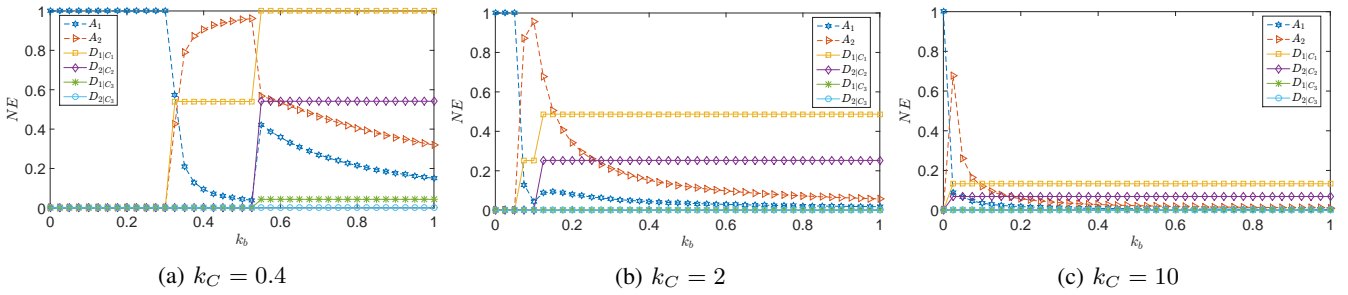 1
0.8
0.6
0.4
0.2
0
NE
0 0.2 0.4 0.6 0.8 1
k_b
A_1
A_2
D_{1|C_1}
D_{2|C_2}
D_{1|C_3}
D_{2|C_3}
(a) k_C = 0.4
1
0.8
0.6
0.4
0.2
0
NE
0 0.2 0.4 0.6 0.8 1
k_b
A_1
A_2
D_{1|C_1}
D_{2|C_2}
D_{1|C_3}
D_{2|C_3}
(b) k_C = 2
1
0.8
0.6
0.4
0.2
0
NE
0 0.2 0.4 0.6 0.8 1
k_b
A_1
A_2
D_{1|C_1}
D_{2|C_2}
D_{1|C_3}
D_{2|C_3}
(c) k_C = 10